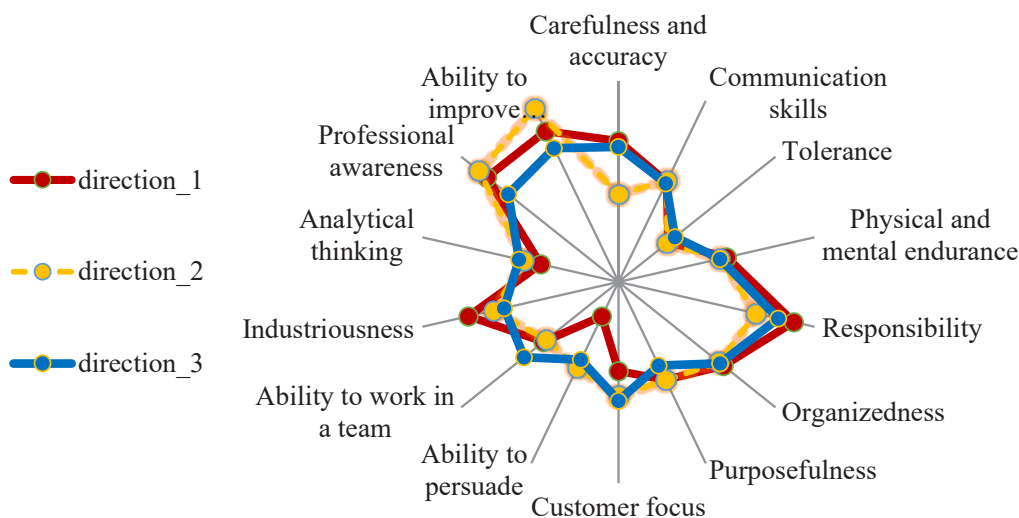 Carefulness and
accuracy
Communication
skills
Tolerance
Physical and
mental endurance
Responsibility
Organizedness
Purposefulness
Customer focus
Ability to
persuade
Ability to work in
a team
Industriousness
Analytical
thinking
Professional
awareness
Ability to
improve…
direction_1
direction_2
direction_3